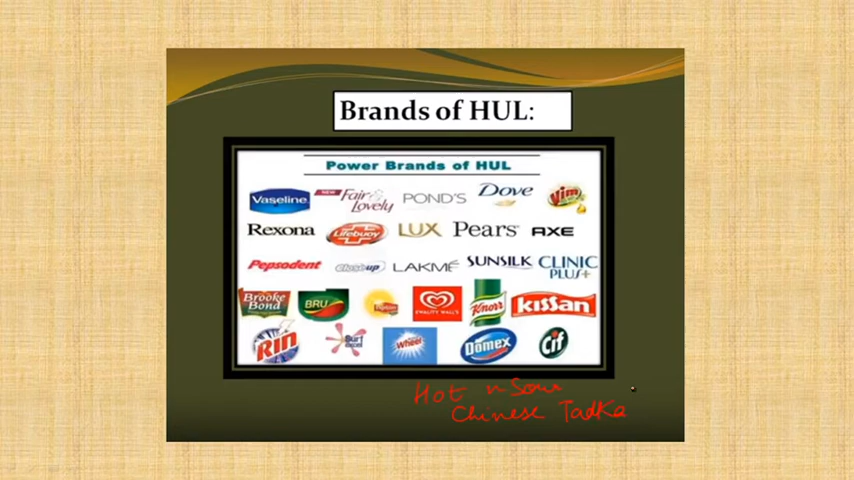 Brands of HUL:
Power Brands of HUL
Vaseline NEW Fair & Lovely POND'S Dove Vim
Rexona Lifebuoy LUX Pears AXE
Pepsodent Closeup LAKMÉ SUNSILK CLINIC PLUS+
Brooke Bond BRU KWALITY WALL'S Knorr Kissan
Rin Surf excel Wheel Domex Cif
Hot n Sour
Chinese Tadka